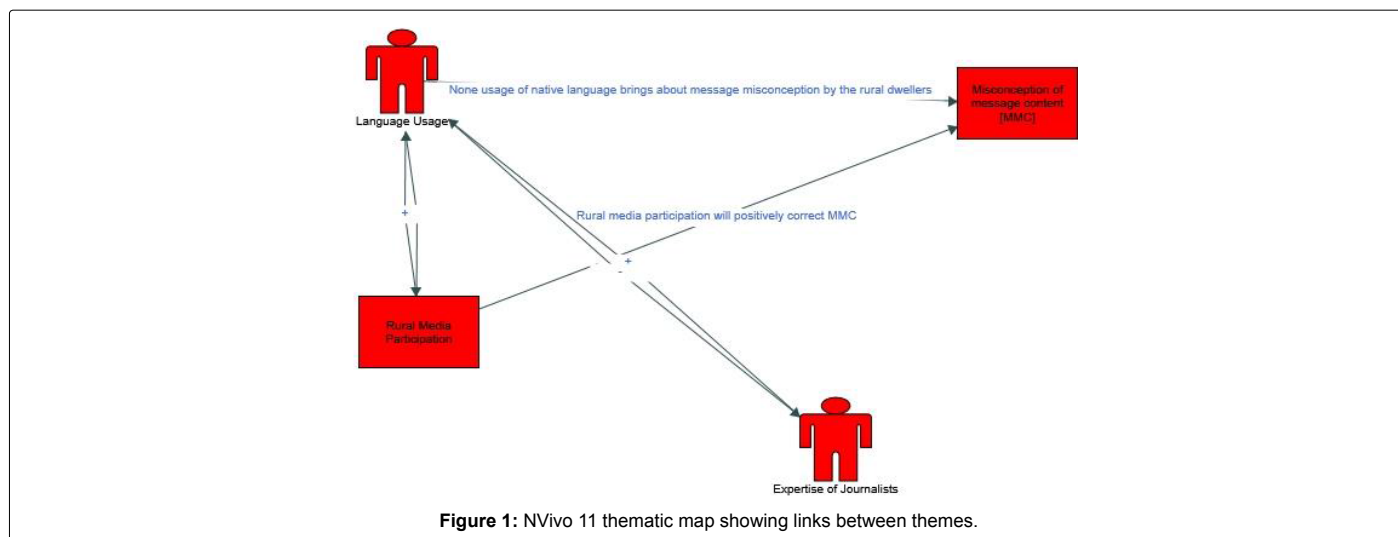 Language Usage
None usage of native language brings about message misconception by the rural dwellers
Misconception of
message content
[MMC]
+
Rural media participation will positively correct MMC
+
-
Rural Media
Participation
Expertise of Journalists
Figure 1: NVivo 11 thematic map showing links between themes.